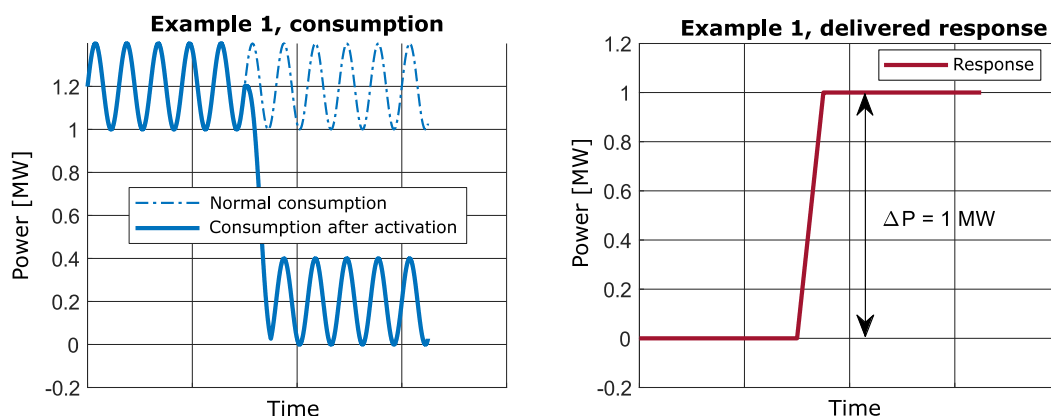 Example 1, consumption
Power [MW]
1.2
1
0.8
0.6
0.4
0.2
0
-0.2
Normal consumption
Consumption after activation
Time
Example 1, delivered response
Power [MW]
1.2
1
0.8
0.6
0.4
0.2
0
-0.2
Response
ΔP = 1 MW
Time